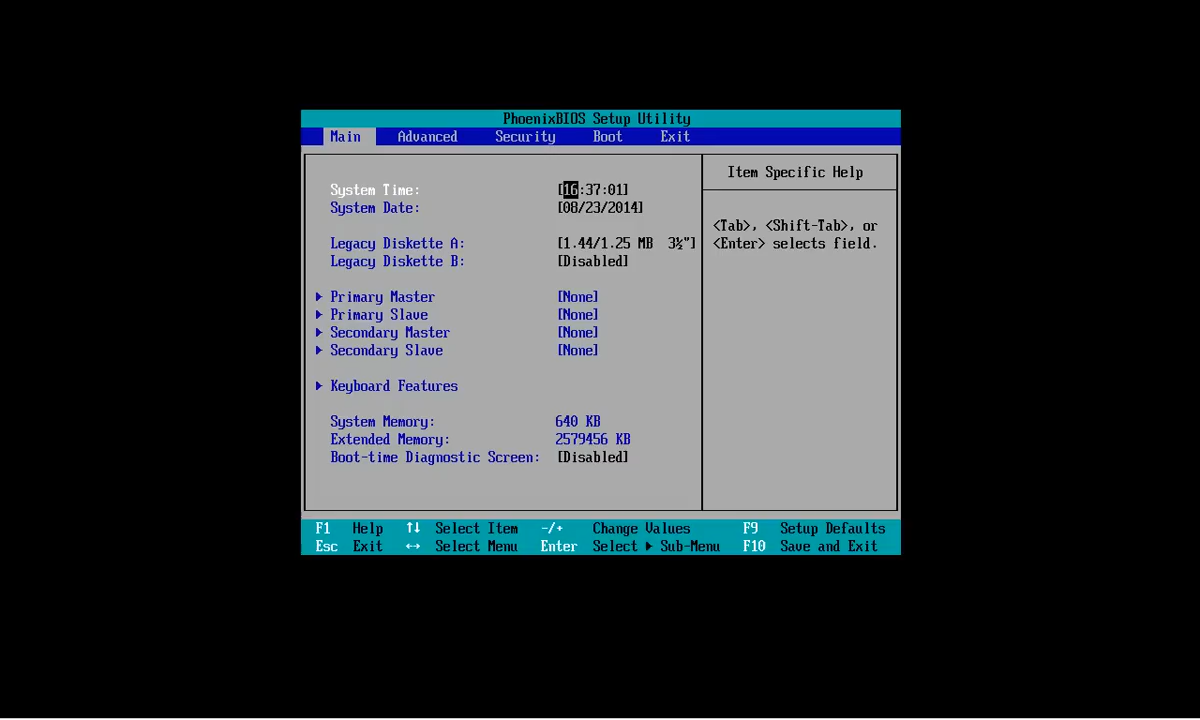 PhoenixBIOS Setup Utility
Main Advanced Security Boot Exit
Item Specific Help
System Time: [16:37:01]
System Date: [08/23/2014]
<Tab>, <Shift-Tab>, or
<Enter> selects field.
Legacy Diskette A: [1.44/1.25 MB 3½"]
Legacy Diskette B: [Disabled]
Primary Master [None]
Primary Slave [None]
Secondary Master [None]
Secondary Slave [None]
Keyboard Features
System Memory: 640 KB
Extended Memory: 2579456 KB
Boot-time Diagnostic Screen: [Disabled]
F1 Help ↑↓ Select Item -/+ Change Values F9 Setup Defaults
Esc Exit ↔ Select Menu Enter Select ▶ Sub-Menu F10 Save and Exit